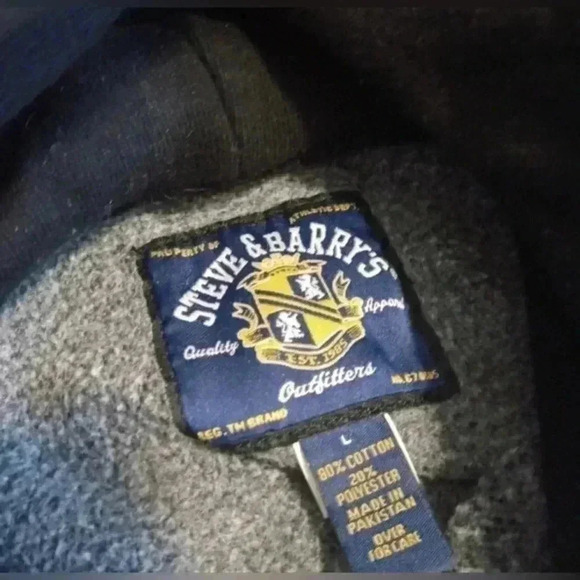 PROPERTY OF ATHLETIC DEPT.
STEVE & BARRY'S
Quality Apparel
EST. 1985
Outfitters
REG. TM BRAND
L
80% COTTON
20%
POLYESTER
MADE IN
PAKISTAN
OVER
FOR CARE